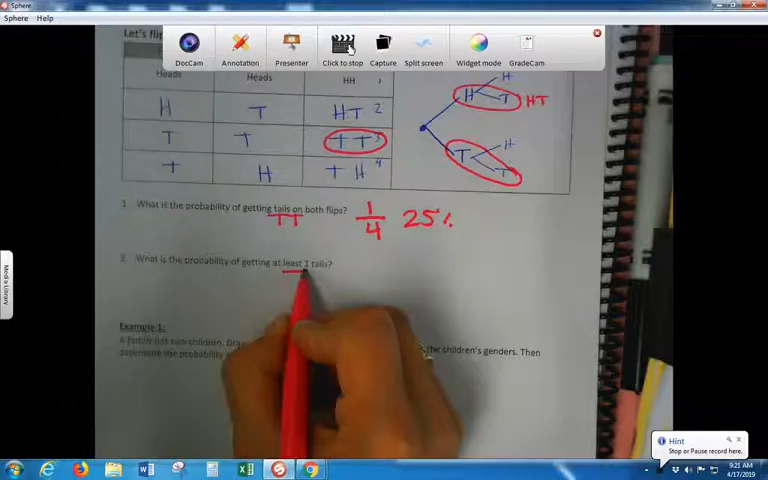 Sphere
Sphere Help
Let's flip
DocCam Annotation Presenter Click to stop Capture Split screen Widget mode GradeCam
Heads Heads HH 1
H T HT 2
T T TT 3
T H TH 4
H
H T HT
T H
T
1 What is the probability of getting tails on both flips? 1/4 25%
TT
2 What is the probability of getting at least 1 tails?
Example 1:
A family has two children. the children's genders. Then
determine the probability
Media Library
Hint
Stop or Pause record here.
9:21 AM
4/17/2019